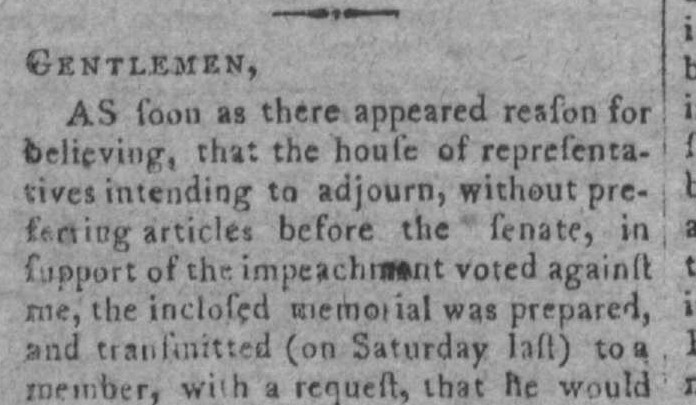 GENTLEMEN,
AS ſoon as there appeared reaſon for
believing, that the houſe of repreſenta-
tives intending to adjourn, without pre-
ferring articles before the ſenate, in
ſupport of the impeachment voted againſt
me, the incloſed memorial was prepared,
and tranſmitted (on Saturday laſt) to a
member, with a requeſt, that he would